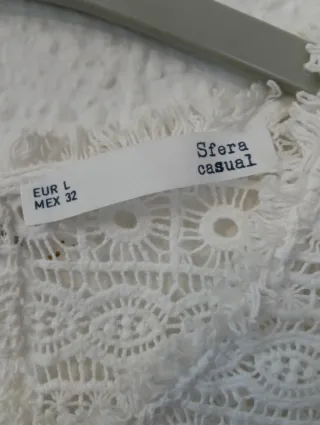 Sfera
casual
EUR L
MEX 32